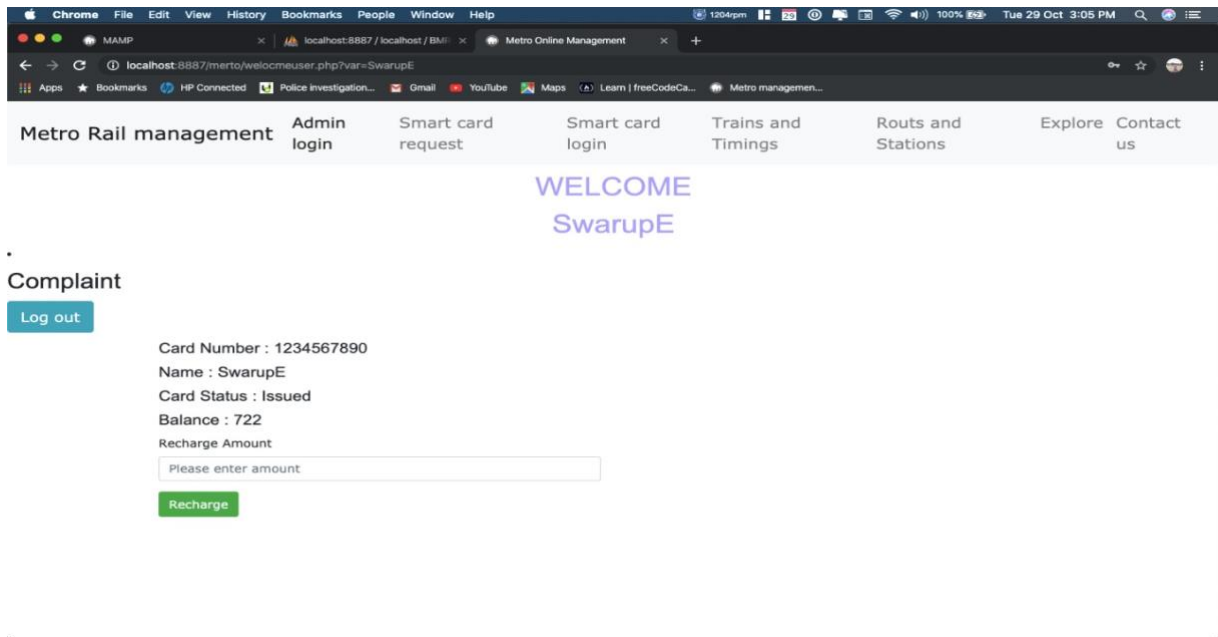 Chrome File Edit View History Bookmarks People Window Help 1204rpm 29 100% Tue 29 Oct 3:05 PM
MAMP localhost:8887 / localhost / BMR Metro Online Management
localhost:8887/merto/welocmeuser.php?var=SwarupE
Apps Bookmarks HP Connected Police investigation... Gmail YouTube Maps Learn | freeCodeCa... Metro managemen...
Metro Rail management Admin login Smart card request Smart card login Trains and Timings Routs and Stations Explore Contact us
WELCOME
SwarupE
Complaint
Log out
Card Number : 1234567890
Name : SwarupE
Card Status : Issued
Balance : 722
Recharge Amount
Please enter amount
Recharge